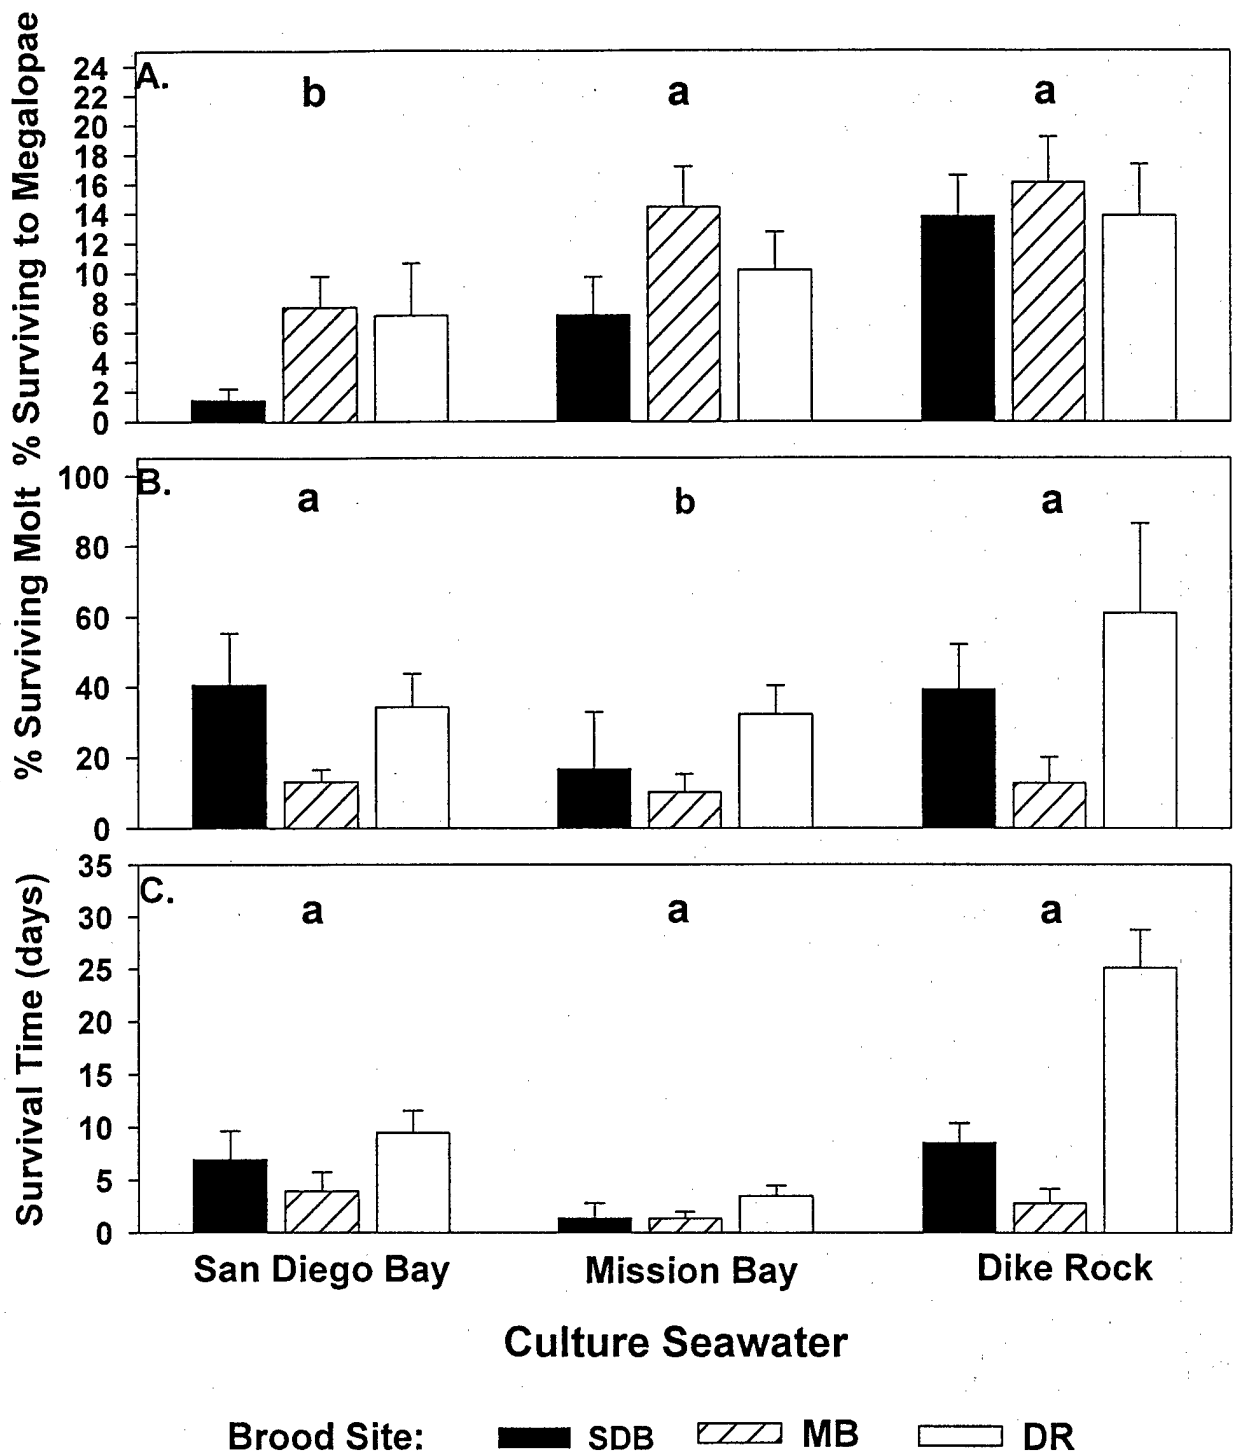 % Surviving to Megalopae
24
22
20
18
16
14
12
10
8
6
4
2
0
A.
b
a
a
% Surviving Molt
100
80
60
40
20
0
B.
a
b
a
Survival Time (days)
35
30
25
20
15
10
5
0
C.
a
a
a
San Diego Bay
Mission Bay
Dike Rock
Culture Seawater
Brood Site:
SDB
MB
DR